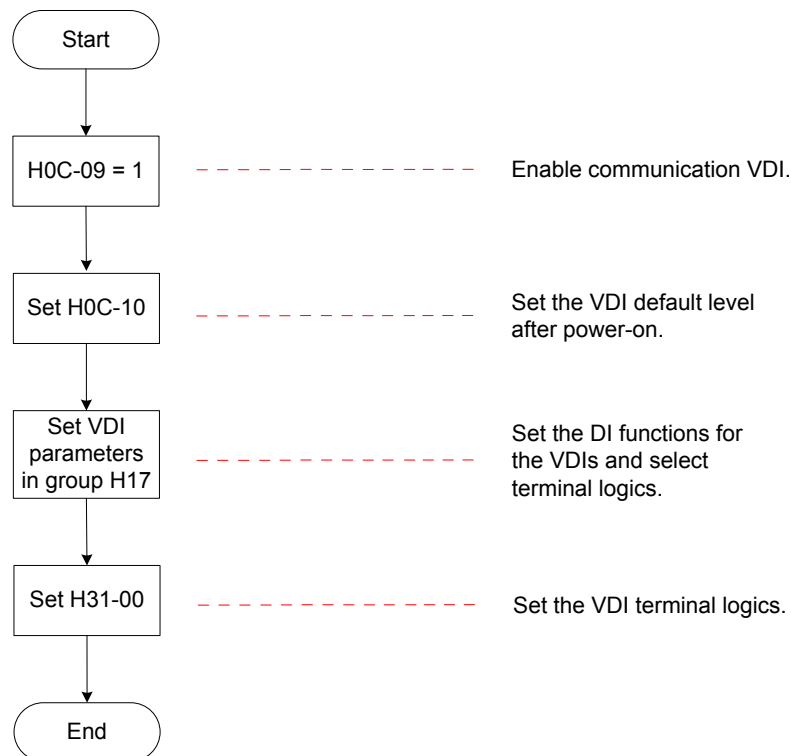 Start
H0C-09 = 1
Enable communication VDI.
Set H0C-10
Set the VDI default level
after power-on.
Set VDI
parameters
in group H17
Set the DI functions for
the VDIs and select
terminal logics.
Set H31-00
Set the VDI terminal logics.
End